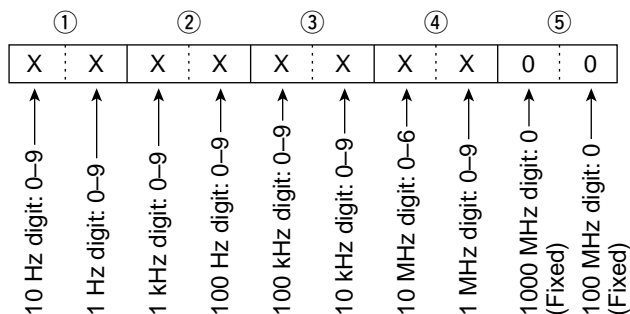 ① ② ③ ④ ⑤
X X X X X X X X 0 0
10 Hz digit: 0–9
1 Hz digit: 0–9
1 kHz digit: 0–9
100 Hz digit: 0–9
100 kHz digit: 0–9
10 kHz digit: 0–9
10 MHz digit: 0–6
1 MHz digit: 0–9
1000 MHz digit: 0
(Fixed)
100 MHz digit: 0
(Fixed)